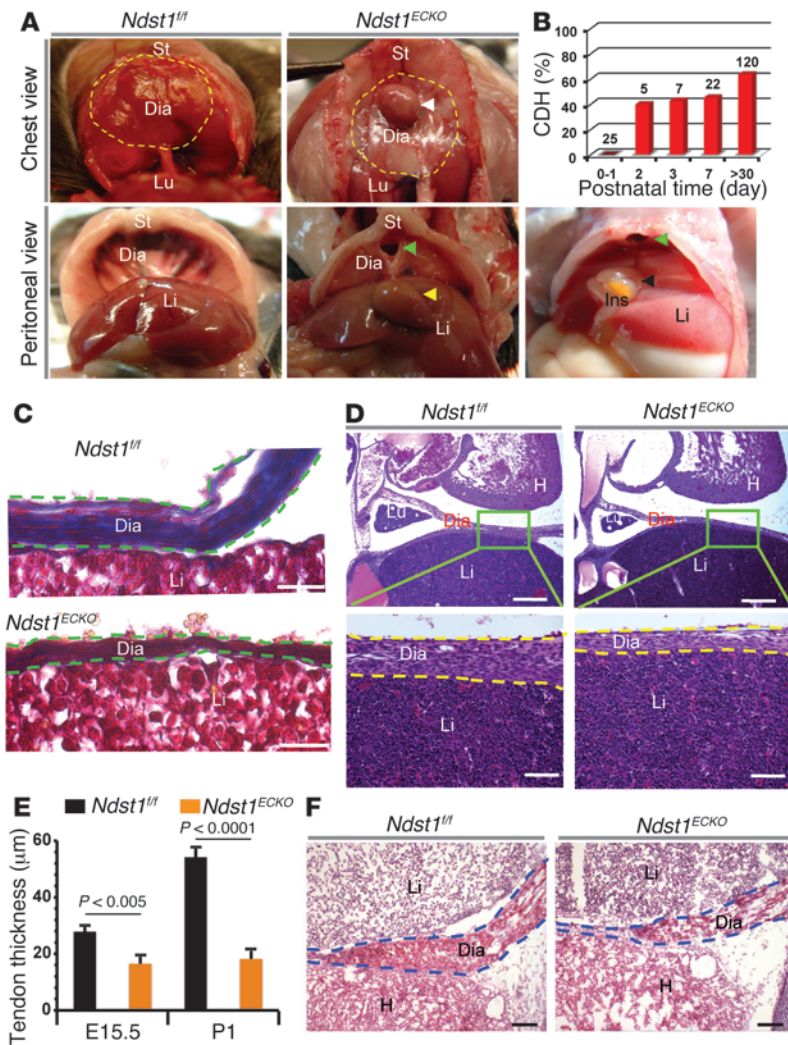 A
Ndst1f/f
Ndst1ECKO
Chest view
St
Dia
Lu
St
Dia
Lu
Peritoneal view
St
Dia
Li
St
Dia
Li
Ins
Li
B
CDH (%)
100
80
60
40
20
0
25
5
7
22
120
0-1 2 3 7 >30
Postnatal time (day)
C
Ndst1f/f
Dia
Li
Ndst1ECKO
Dia
Li
D
Ndst1f/f
Ndst1ECKO
H
Lu
Dia
Li
H
Lu
Dia
Li
Dia
Li
Dia
Li
E
Ndst1f/f
Ndst1ECKO
Tendon thickness (μm)
60
40
20
0
P < 0.005
P < 0.0001
E15.5
P1
F
Ndst1f/f
Ndst1ECKO
Li
Dia
H
Li
Dia
H